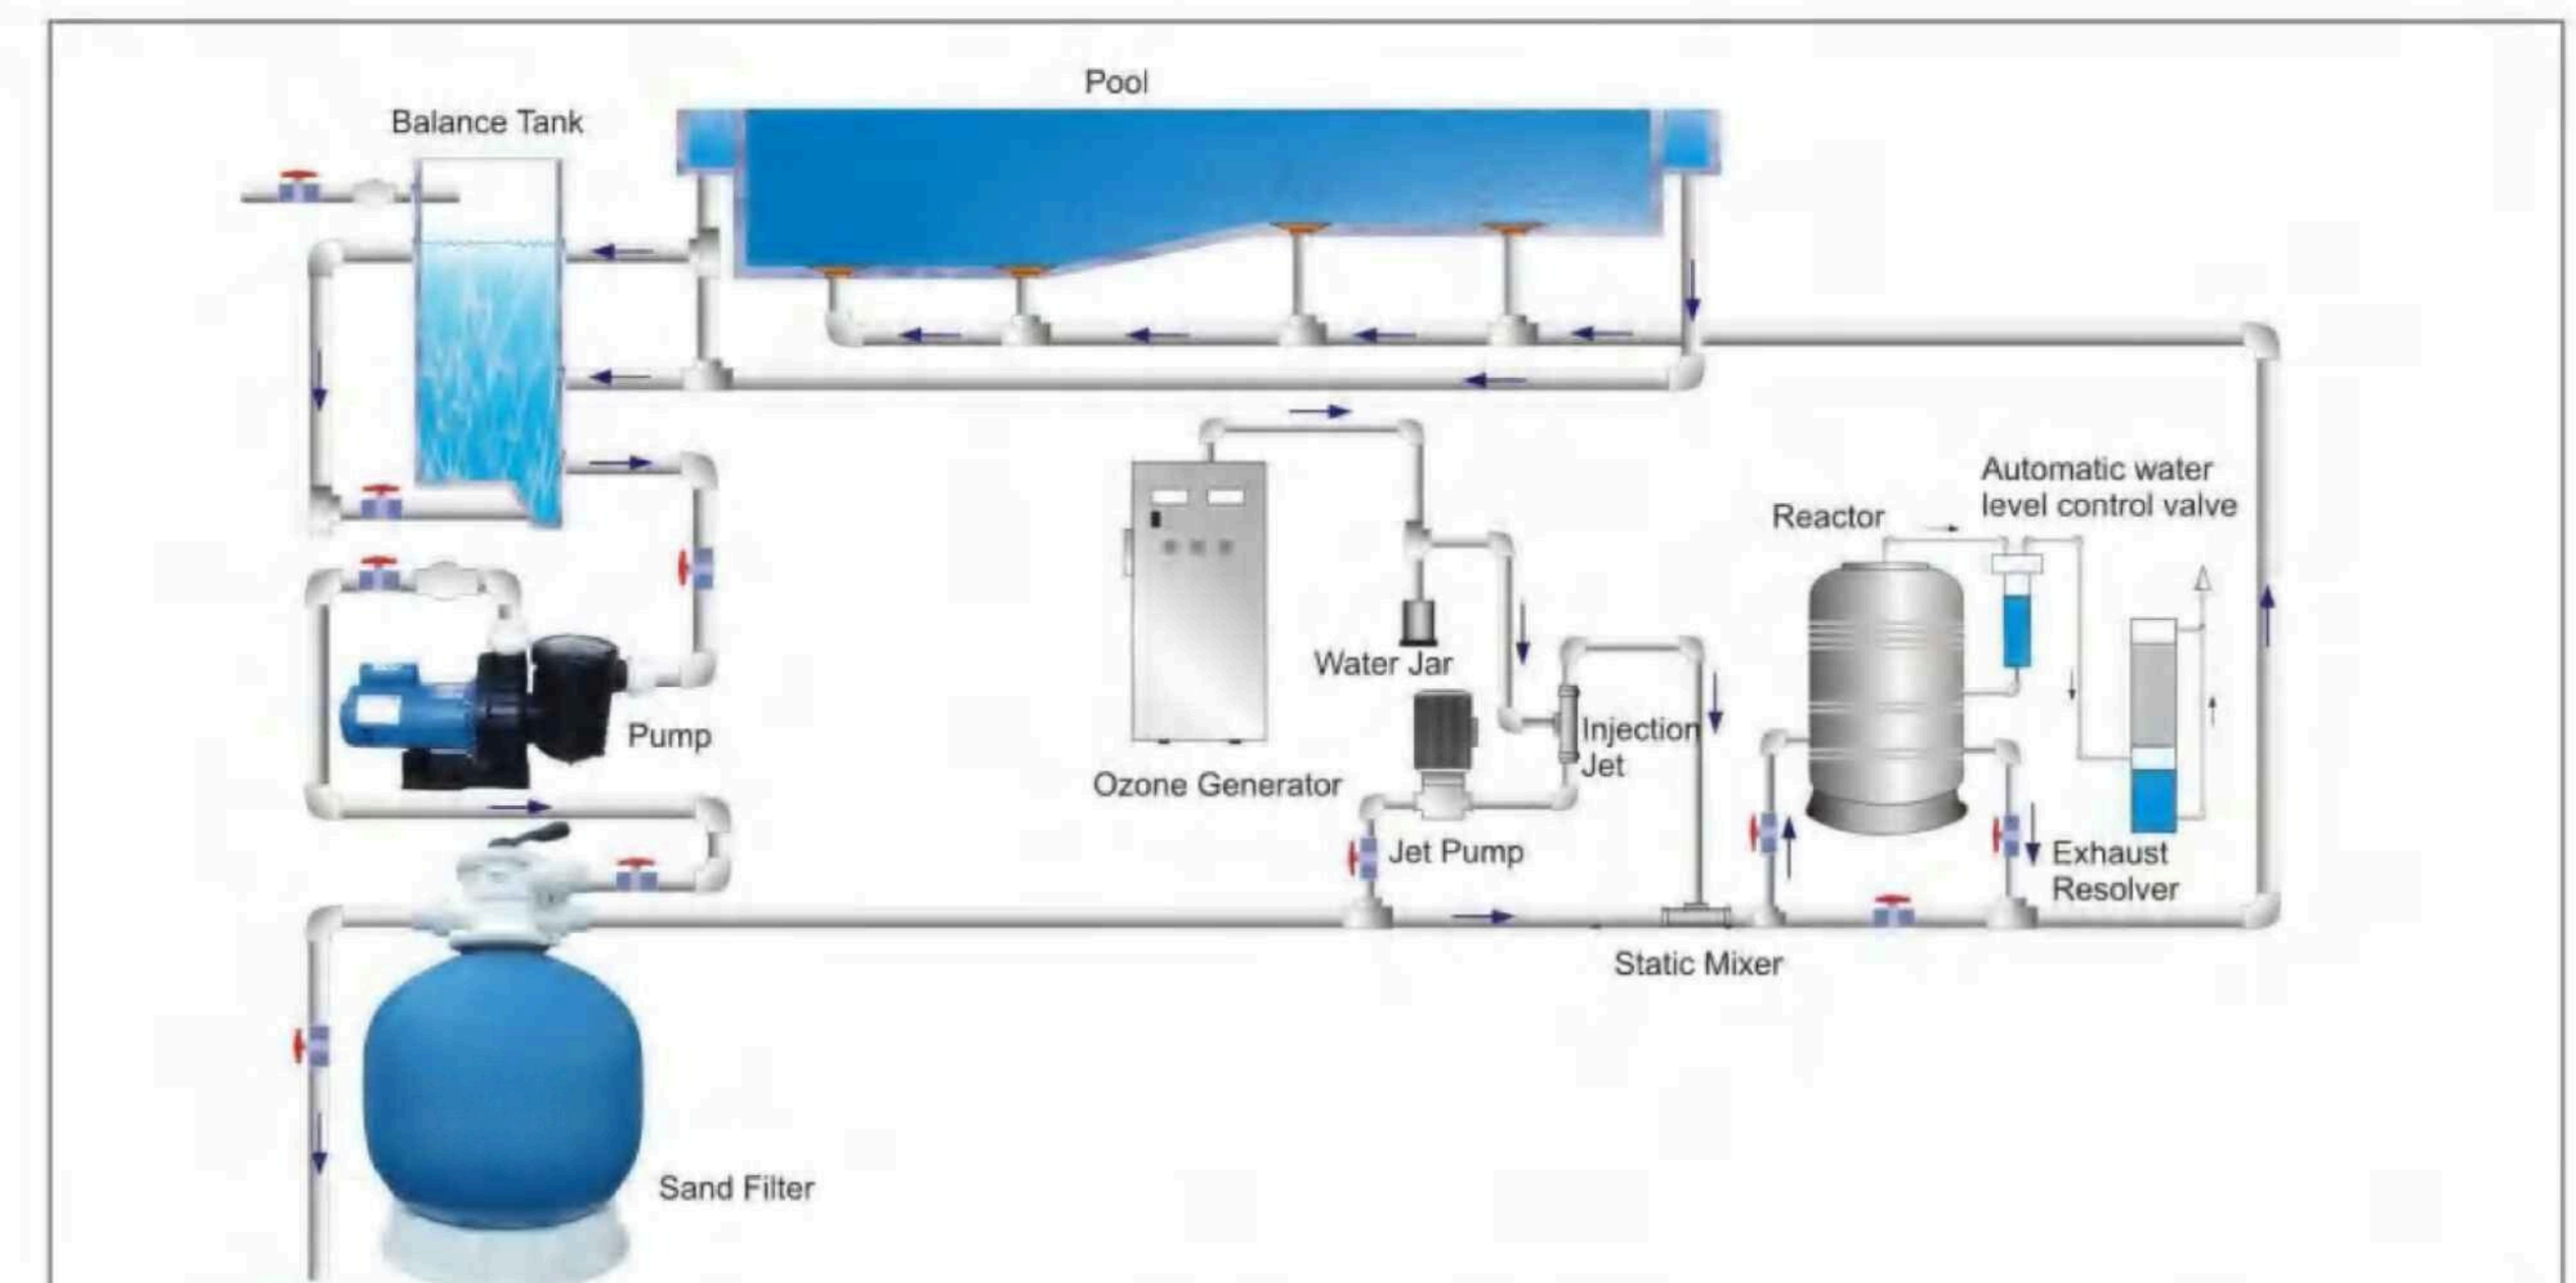 Pool
Balance Tank
Automatic water
level control valve
Reactor
Water Jar
Pump
Injection
Jet
Ozone Generator
Jet Pump
Exhaust
Resolver
Static Mixer
Sand Filter